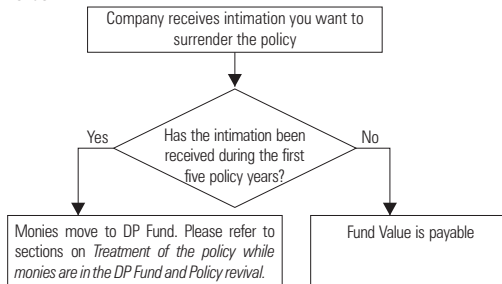 Company receives intimation you want to
surrender the policy
Yes
Has the intimation been
received during the first
five policy years?
No
Monies move to DP Fund. Please refer to
sections on Treatment of the policy while
monies are in the DP Fund and Policy revival.
Fund Value is payable